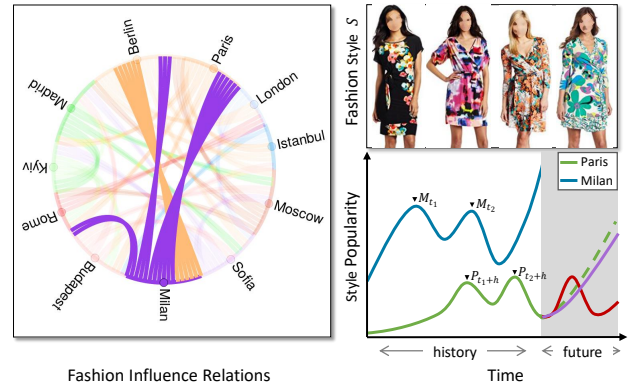 Berlin
Paris
London
Istanbul
Moscow
Sofia
Milan
Budapest
Rome
Kyiv
Madrid
Fashion Influence Relations
Fashion Style S
Style Popularity
Paris
Milan
M_{t_1}
M_{t_2}
P_{t_1+h}
P_{t_2+h}
history
future
Time